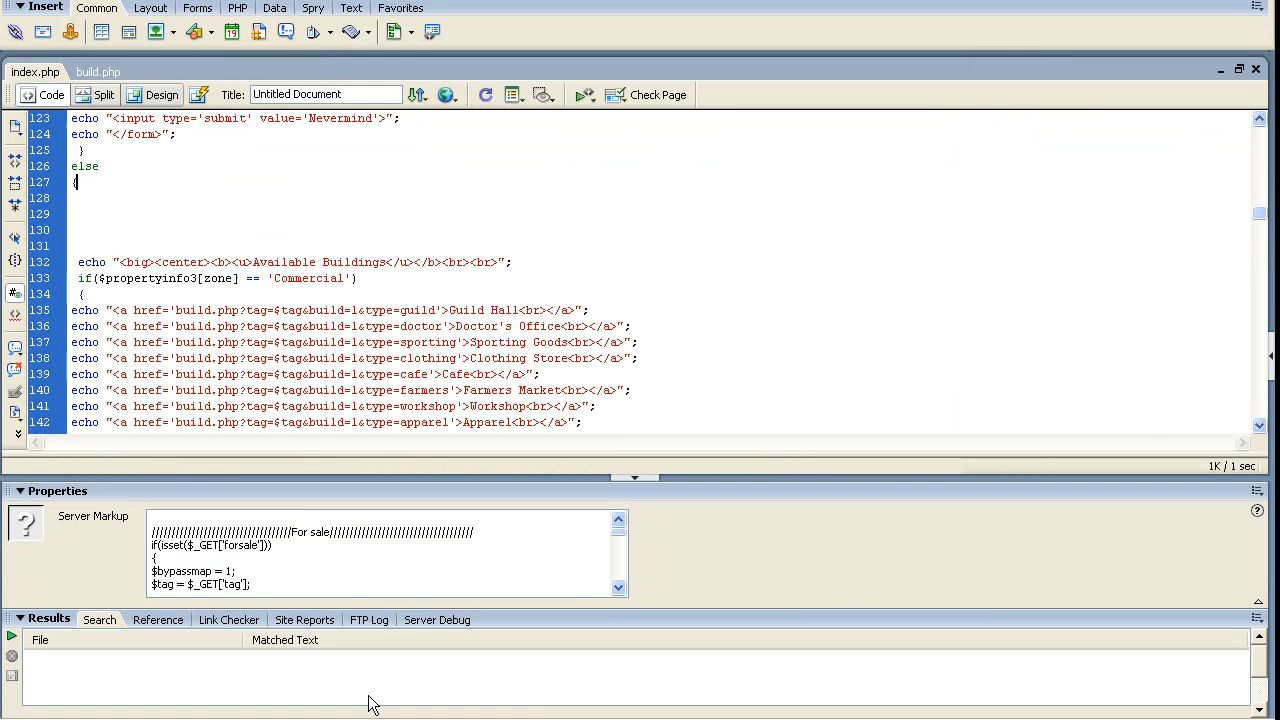 Insert Common Layout Forms PHP Data Spry Text Favorites
index.php build.php
Code Split Design Title: Untitled Document Check Page
123 echo "<input type='submit' value='Nevermind'>";
124 echo "</form>";
125 }
126 else
127 {
128
129
130
131
132 echo "<big><center><b><u>Available Buildings</u></b><br><br>";
133 if($propertyinfo3[zone] == 'Commercial')
134 {
135 echo "<a href='build.php?tag=$tag&build=1&type=guild'>Guild Hall<br></a>";
136 echo "<a href='build.php?tag=$tag&build=1&type=doctor'>Doctor's Office<br></a>";
137 echo "<a href='build.php?tag=$tag&build=1&type=sporting'>Sporting Goods<br></a>";
138 echo "<a href='build.php?tag=$tag&build=1&type=clothing'>Clothing Store<br></a>";
139 echo "<a href='build.php?tag=$tag&build=1&type=cafe'>Cafe<br></a>";
140 echo "<a href='build.php?tag=$tag&build=1&type=farmers'>Farmers Market<br></a>";
141 echo "<a href='build.php?tag=$tag&build=1&type=workshop'>Workshop<br></a>";
142 echo "<a href='build.php?tag=$tag&build=1&type=apparel'>Apparel<br></a>";
1K / 1 sec
Properties
Server Markup
///////////////////////////////////For sale////////////////////////////////////
if(isset($_GET['forsale']))
{
$bypassmap = 1;
$tag = $_GET['tag'];
Results Search Reference Link Checker Site Reports FTP Log Server Debug
File Matched Text